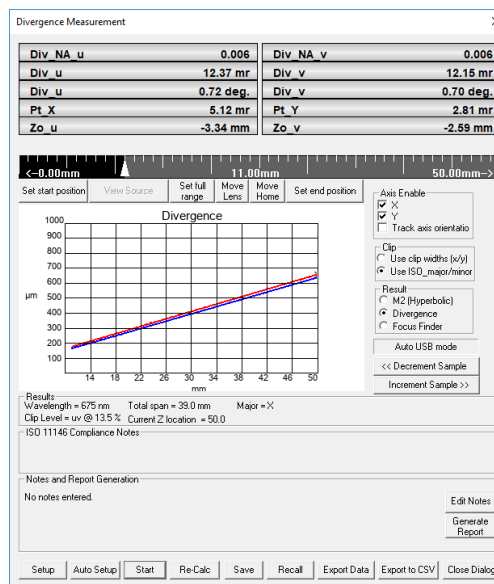 Divergence Measurement
Div_NA_u 0.006 Div_NA_v 0.006
Div_u 12.37 mr Div_v 12.15 mr
Div_u 0.72 deg. Div_v 0.70 deg.
Pt_X 5.12 mm Pt_Y 2.81 mm
Zo_u -3.34 mm Zo_v -2.59 mm
<-0.00mm 11.00mm 50.00mm->
Set start position View Source Set full range Move Lens Move Home Set end position
Divergence
1000
900
800
700
600
µm 500
400
300
200
100
14 18 22 26 30 34 38 42 46 50
mm
Axis Enable
X
Y
Track axis orientatio
Clip
Use clip widths (x/y)
Use ISO_major/minor
Result
M2 (Hyperbolic)
Divergence
Focus Finder
Auto USB mode
<< Decrement Sample
Increment Sample >>
Results
Wavelength = 675 nm Total span = 39.0 mm Major = X
Clip Level = uv @ 13.5 % Current Z location = 50.0
ISO 11146 Compliance Notes
Notes and Report Generation
No notes entered.
Edit Notes
Generate
Report
Setup Auto Setup Start Re-Calc Save Recall Export Data Export to CSV Close Dialog